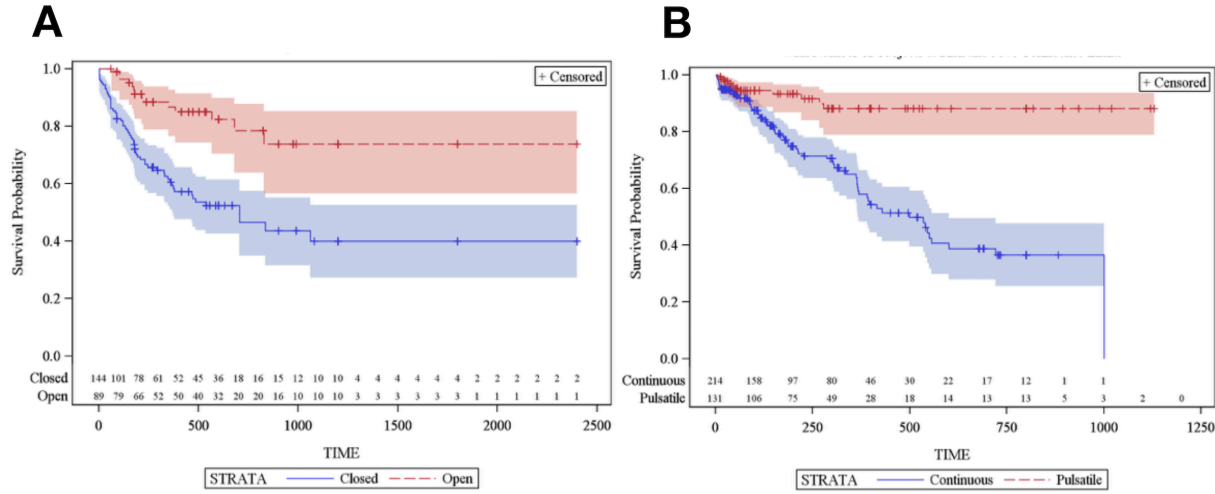 A
1.0
0.8
0.6
0.4
0.2
0.0
Survival Probability
+ Censored
Closed 144 101 78 61 52 45 36 18 16 15 12 10 10 4 4 4 4 4 4 2 2 2 2 2 2
Open 89 79 66 52 50 40 32 20 20 16 10 10 10 3 3 3 3 3 3 1 1 1 1 1 1
0 500 1000 1500 2000 2500
TIME
STRATA Closed Open
B
1.0
0.8
0.6
0.4
0.2
0.0
Survival Probability
+ Censored
Continuous 214 158 97 80 46 30 22 17 12 1 1
Pulsatile 131 106 75 49 28 18 14 13 13 5 3 2 0
0 250 500 750 1000 1250
TIME
STRATA Continuous Pulsatile